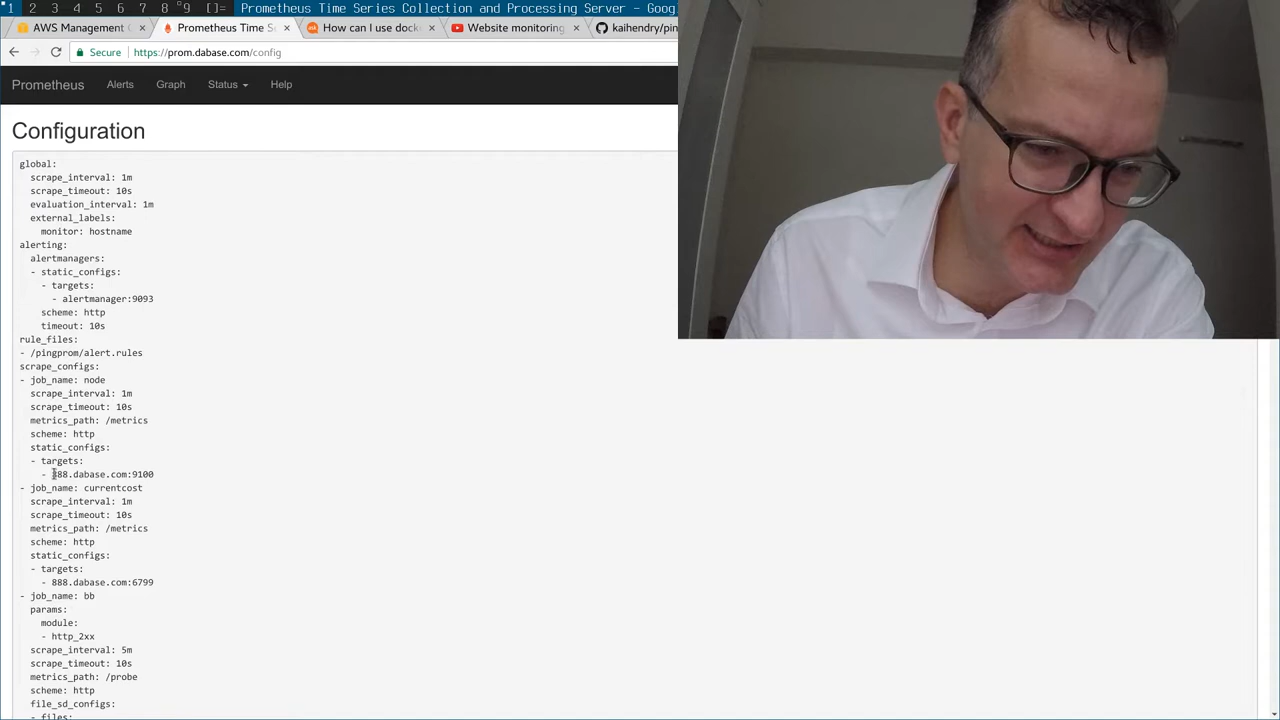 1 2 3 4 5 6 7 8 9 []= Prometheus Time Series Collection and Processing Server - Goog
AWS Management Prometheus Time Se How can I use dock Website monitoring kaihendry/pin
Secure https://prom.dabase.com/config
Prometheus Alerts Graph Status Help
Configuration
global:
scrape_interval: 1m
scrape_timeout: 10s
evaluation_interval: 1m
external_labels:
monitor: hostname
alerting:
alertmanagers:
- static_configs:
- targets:
- alertmanager:9093
scheme: http
timeout: 10s
rule_files:
- /pingprom/alert.rules
scrape_configs:
- job_name: node
scrape_interval: 1m
scrape_timeout: 10s
metrics_path: /metrics
scheme: http
static_configs:
- targets:
- 888.dabase.com:9100
- job_name: currentcost
scrape_interval: 1m
scrape_timeout: 10s
metrics_path: /metrics
scheme: http
static_configs:
- targets:
- 888.dabase.com:6799
- job_name: bb
params:
module:
- http_2xx
scrape_interval: 5m
scrape_timeout: 10s
metrics_path: /probe
scheme: http
file_sd_configs:
- files: